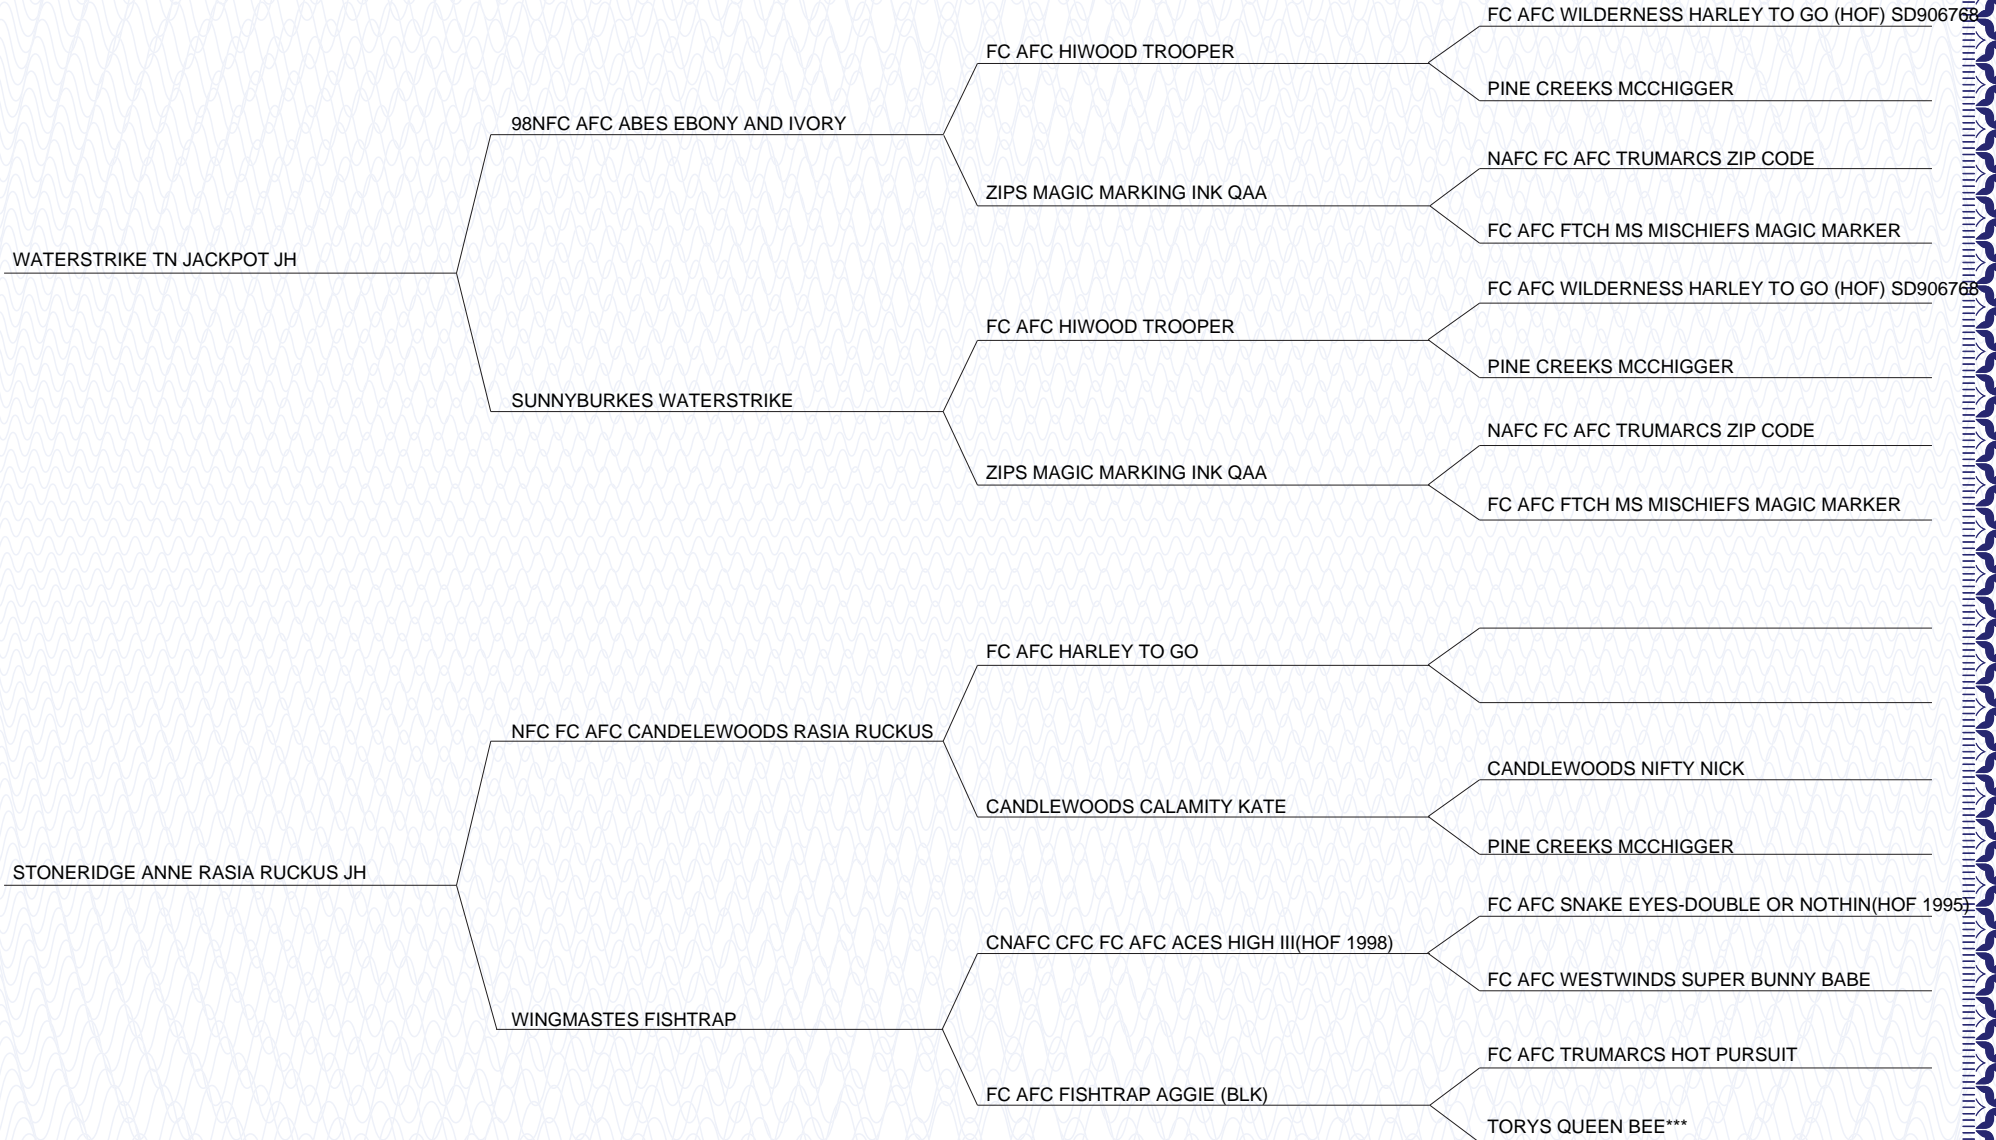 FC AFC WILDERNESS HARLEY TO GO (HOF) SD906768
FC AFC HIWOOD TROOPER
PINE CREEKS MCCHIGGER
98NFC AFC ABES EBONY AND IVORY
NAFC FC AFC TRUMARCS ZIP CODE
ZIPS MAGIC MARKING INK QAA
FC AFC FTCH MS MISCHIEFS MAGIC MARKER
WATERSTRIKE TN JACKPOT JH
FC AFC WILDERNESS HARLEY TO GO (HOF) SD906768
FC AFC HIWOOD TROOPER
PINE CREEKS MCCHIGGER
SUNNYBURKES WATERSTRIKE
NAFC FC AFC TRUMARCS ZIP CODE
ZIPS MAGIC MARKING INK QAA
FC AFC FTCH MS MISCHIEFS MAGIC MARKER
FC AFC HARLEY TO GO
NFC FC AFC CANDELEWOODS RASIA RUCKUS
CANDLEWOODS NIFTY NICK
CANDLEWOODS CALAMITY KATE
PINE CREEKS MCCHIGGER
STONERIDGE ANNE RASIA RUCKUS JH
FC AFC SNAKE EYES-DOUBLE OR NOTHIN(HOF 1995)
CNAFC CFC FC AFC ACES HIGH III(HOF 1998)
FC AFC WESTWINDS SUPER BUNNY BABE
WINGMASTES FISHTRAP
FC AFC TRUMARCS HOT PURSUIT
FC AFC FISHTRAP AGGIE (BLK)
TORYS QUEEN BEE***